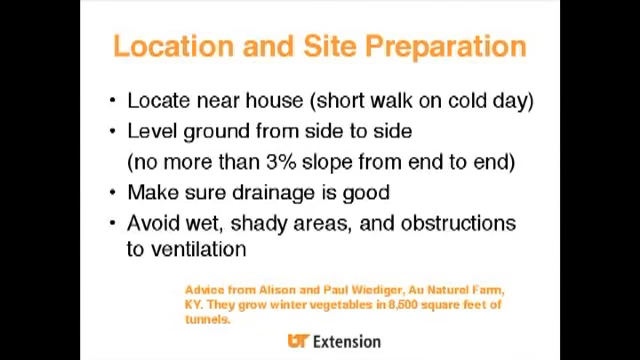 Location and Site Preparation
• Locate near house (short walk on cold day)
• Level ground from side to side
(no more than 3% slope from end to end)
• Make sure drainage is good
• Avoid wet, shady areas, and obstructions
to ventilation
Advice from Alison and Paul Wiediger, Au Naturel Farm,
KY. They grow winter vegetables in 8,500 square feet of
tunnels.
UT Extension